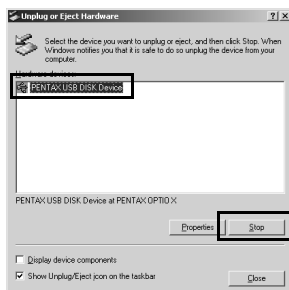 Unplug or Eject Hardware
Select the device you want to unplug or eject, and then click Stop. When
Windows notifies you that it is safe to do so unplug the device from your
computer.
Hardware devices:
PENTAX USB DISK Device
PENTAX USB DISK Device at PENTAX OPTIO X
Properties
Stop
Display device components
Show Unplug/Eject icon on the taskbar
Close